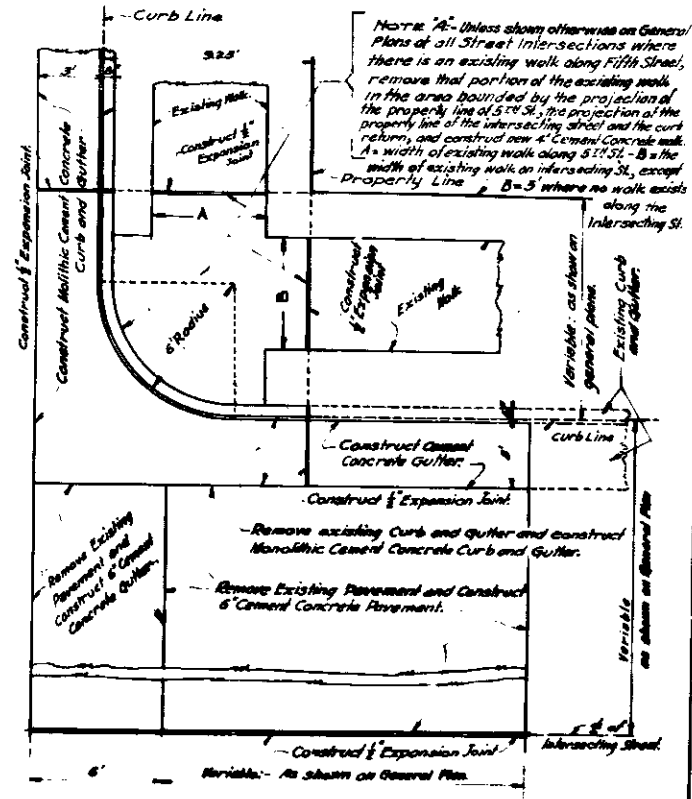 Curb Line
9.25'
NOTE "A":- Unless shown otherwise on General
Plans at all Street Intersections where
there is an existing walk along Fifth Street,
remove that portion of the existing walk
in the area bounded by the projection of
the property line of 5TH St., the projection of the
property line of the intersecting street and the curb
return, and construct new 4" Cement Concrete walk.
A = width of existing walk along 5TH St. - B = the
width of existing walk on intersecting St., except
B = 5' where no walk exists
along the
Intersecting St.
Property Line
Existing Walk.
Construct ½" Expansion Joint
A
B
6' Radius
Construct ½" Expansion Joint.
Construct Molithic Cement Concrete
Curb and Gutter.
Construct
½" Expansion
Joint
Existing
Walk
Variable:- as shown on
general plans.
Existing Curb
and Gutter.
Curb Line
Construct Cement
Concrete Gutter.
6'
Construct ½" Expansion Joint.
Remove existing Curb and Gutter and construct
Monolithic Cement Concrete Curb and Gutter.
Remove Existing
Pavement and
Construct 6" Cement
Concrete Gutter.
Remove Existing Pavement and Construct
6" Cement Concrete Pavement.
Variable
as shown on General Plan
of
Intersecting Street.
Construct ½" Expansion Joint
6'
Variable:- As shown on General Plan